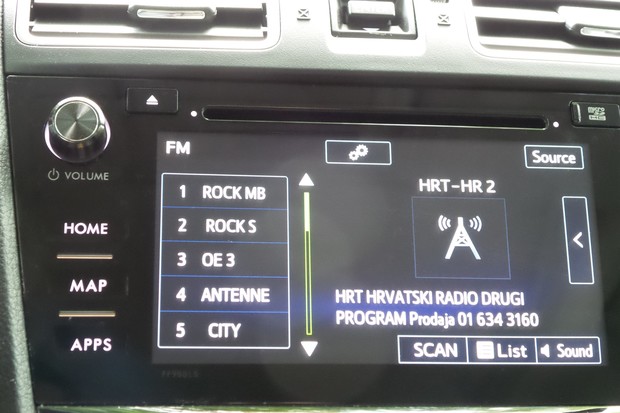 microSD
VOLUME
HOME
MAP
APPS
FM
Source
1 ROCK MB
2 ROCK S
3 OE 3
4 ANTENNE
5 CITY
HRT-HR 2
HRT HRVATSKI RADIO DRUGI
PROGRAM Prodaja 01 634 3160
SCAN
List
Sound